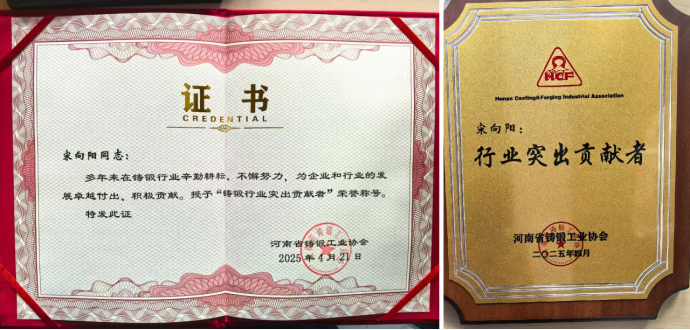 证书
CREDENTIAL
宋向阳同志：
多年来在铸锻行业辛勤耕耘、不懈努力，为企业和行业的发
展卓越付出、积极贡献。授予“铸锻行业突出贡献者”荣誉称号。
特发此证
河南省铸锻工业协会
2025年4月21日
HCF
Henan Casting&Forging Industrial Association
宋向阳：
行业突出贡献者
河南省铸锻工业协会
二〇二五年四月